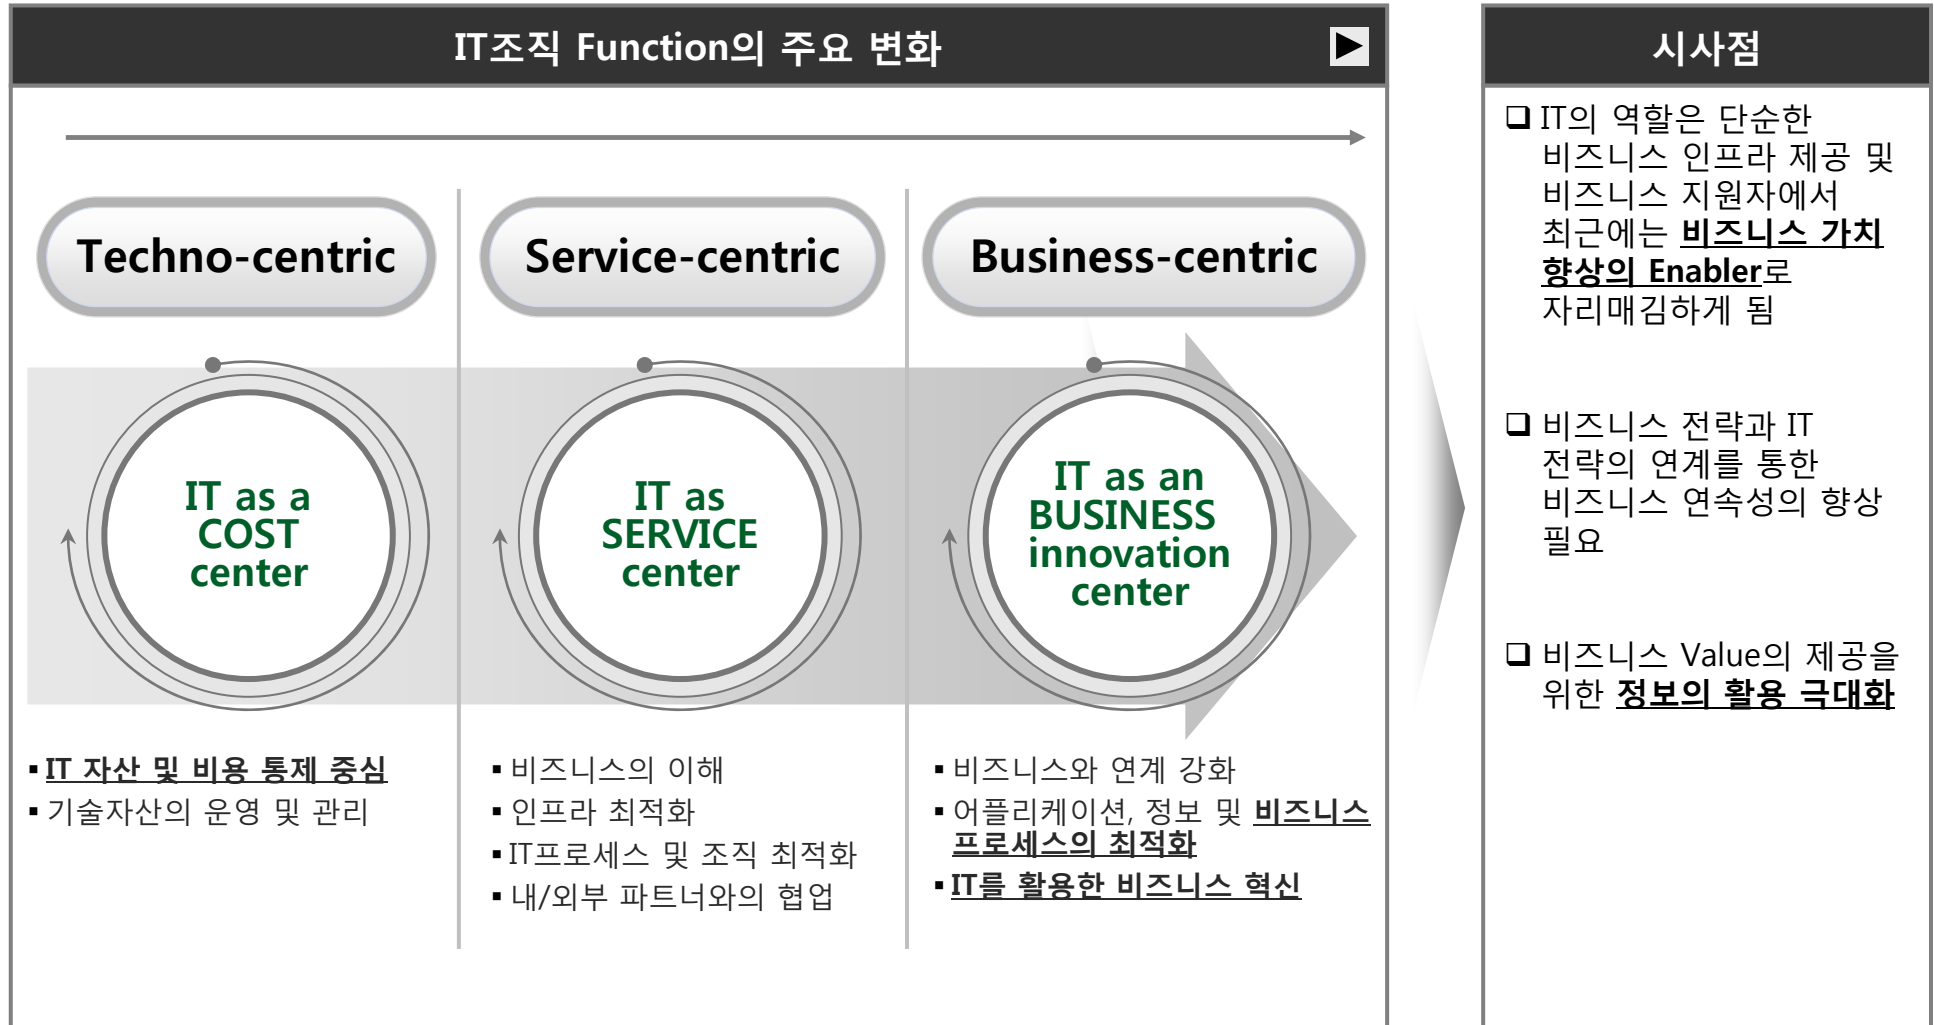 IT조직 Function의 주요 변화
Techno-centric
Service-centric
Business-centric
IT as a
COST
center
IT as
SERVICE
center
IT as an
BUSINESS
innovation
center
▪ IT 자산 및 비용 통제 중심
▪ 기술자산의 운영 및 관리
▪ 비즈니스의 이해
▪ 인프라 최적화
▪ IT프로세스 및 조직 최적화
▪ 내/외부 파트너와의 협업
▪ 비즈니스와 연계 강화
▪ 어플리케이션, 정보 및 비즈니스
프로세스의 최적화
▪ IT를 활용한 비즈니스 혁신
시사점
❑ IT의 역할은 단순한
비즈니스 인프라 제공 및
비즈니스 지원자에서
최근에는 비즈니스 가치
향상의 Enabler로
자리매김하게 됨
❑ 비즈니스 전략과 IT
전략의 연계를 통한
비즈니스 연속성의 향상
필요
❑ 비즈니스 Value의 제공을
위한 정보의 활용 극대화